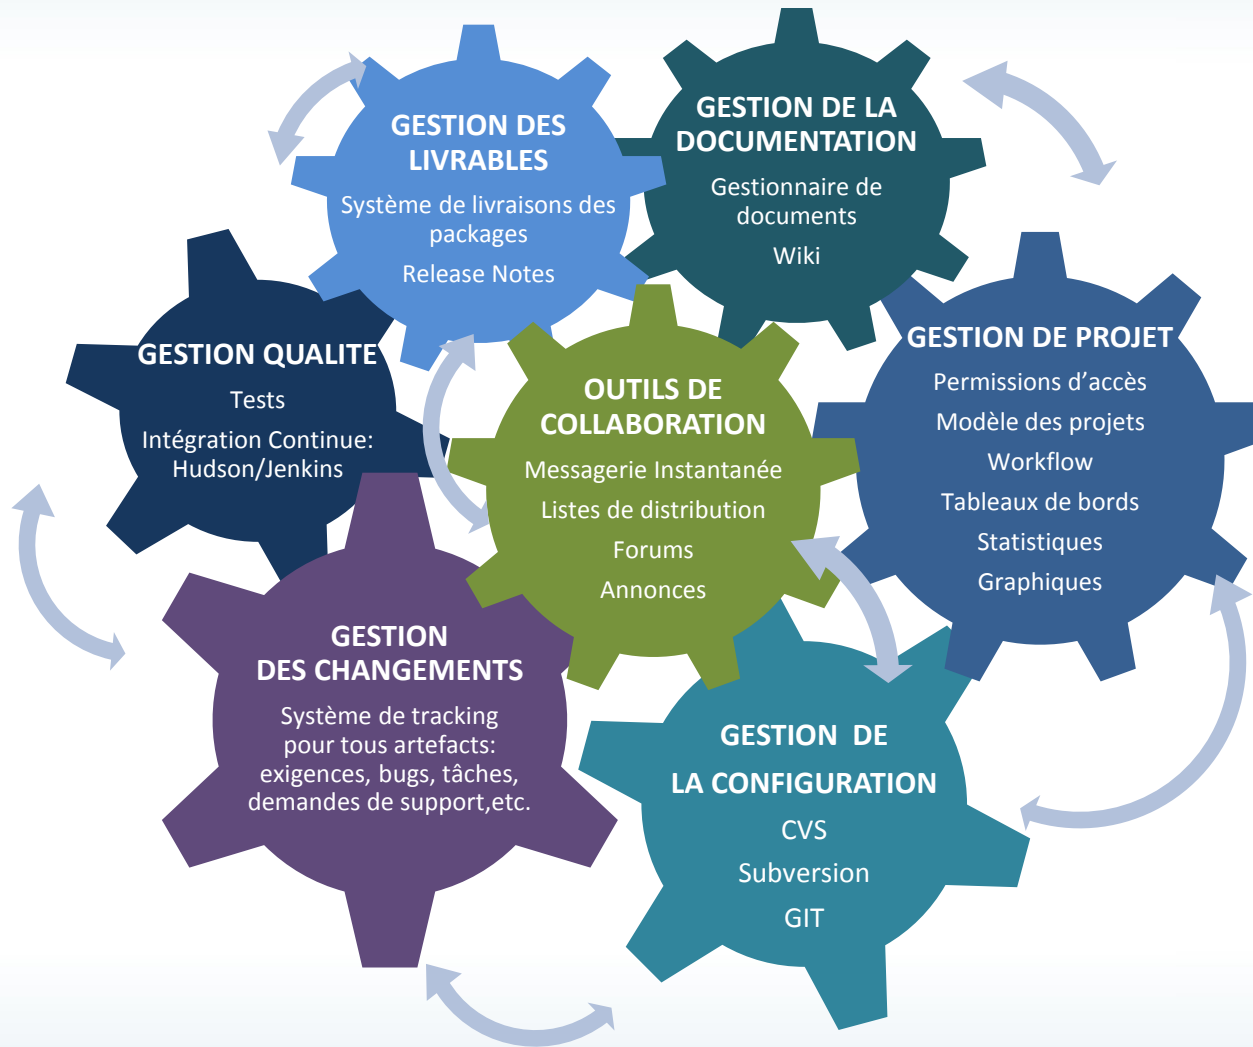 GESTION DES
LIVRABLES
Système de livraisons des
packages
Release Notes
GESTION DE LA
DOCUMENTATION
Gestionnaire de
documents
Wiki
GESTION QUALITE
Tests
Intégration Continue:
Hudson/Jenkins
OUTILS DE
COLLABORATION
Messagerie Instantanée
Listes de distribution
Forums
Annonces
GESTION DE PROJET
Permissions d’accès
Modèle des projets
Workflow
Tableaux de bords
Statistiques
Graphiques
GESTION
DES CHANGEMENTS
Système de tracking
pour tous artefacts:
exigences, bugs, tâches,
demandes de support,etc.
GESTION  DE
LA CONFIGURATION
CVS
Subversion
GIT